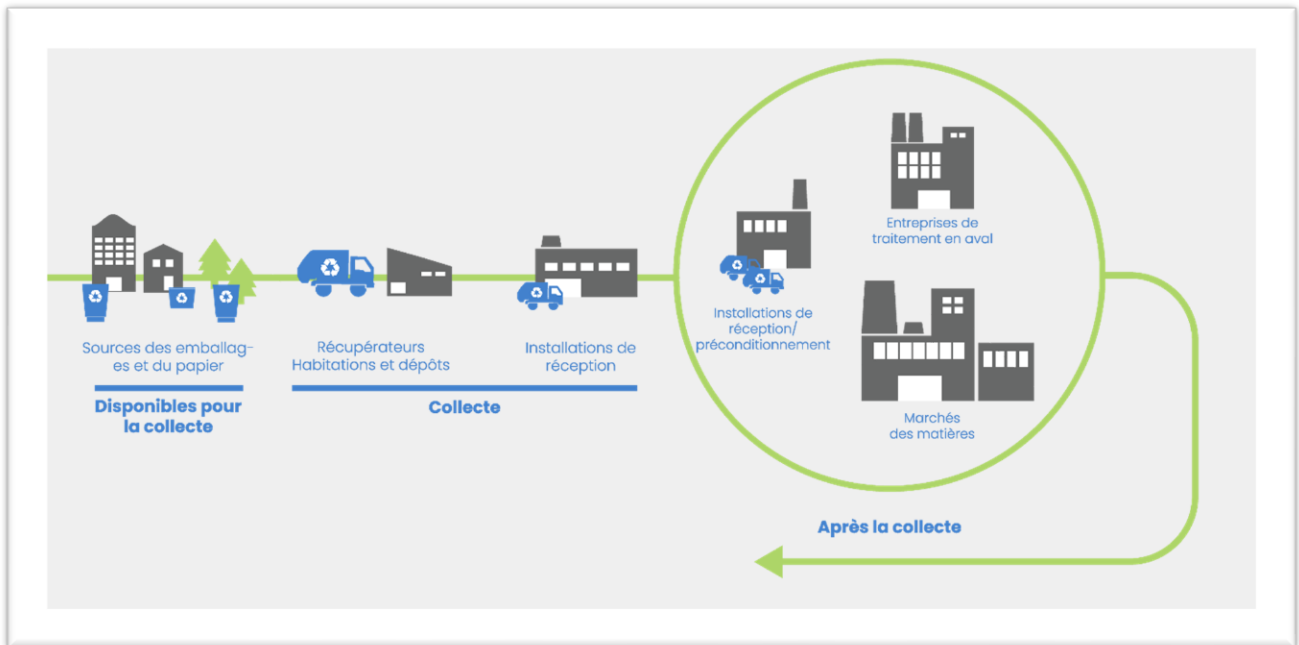 Sources des emballag-
es et du papier
Disponibles pour
la collecte
Récupérateurs
Habitations et dépôts
Installations de
réception
Collecte
Installations de
réception/
préconditionnement
Entreprises de
traitement en aval
Marchés
des matières
Après la collecte